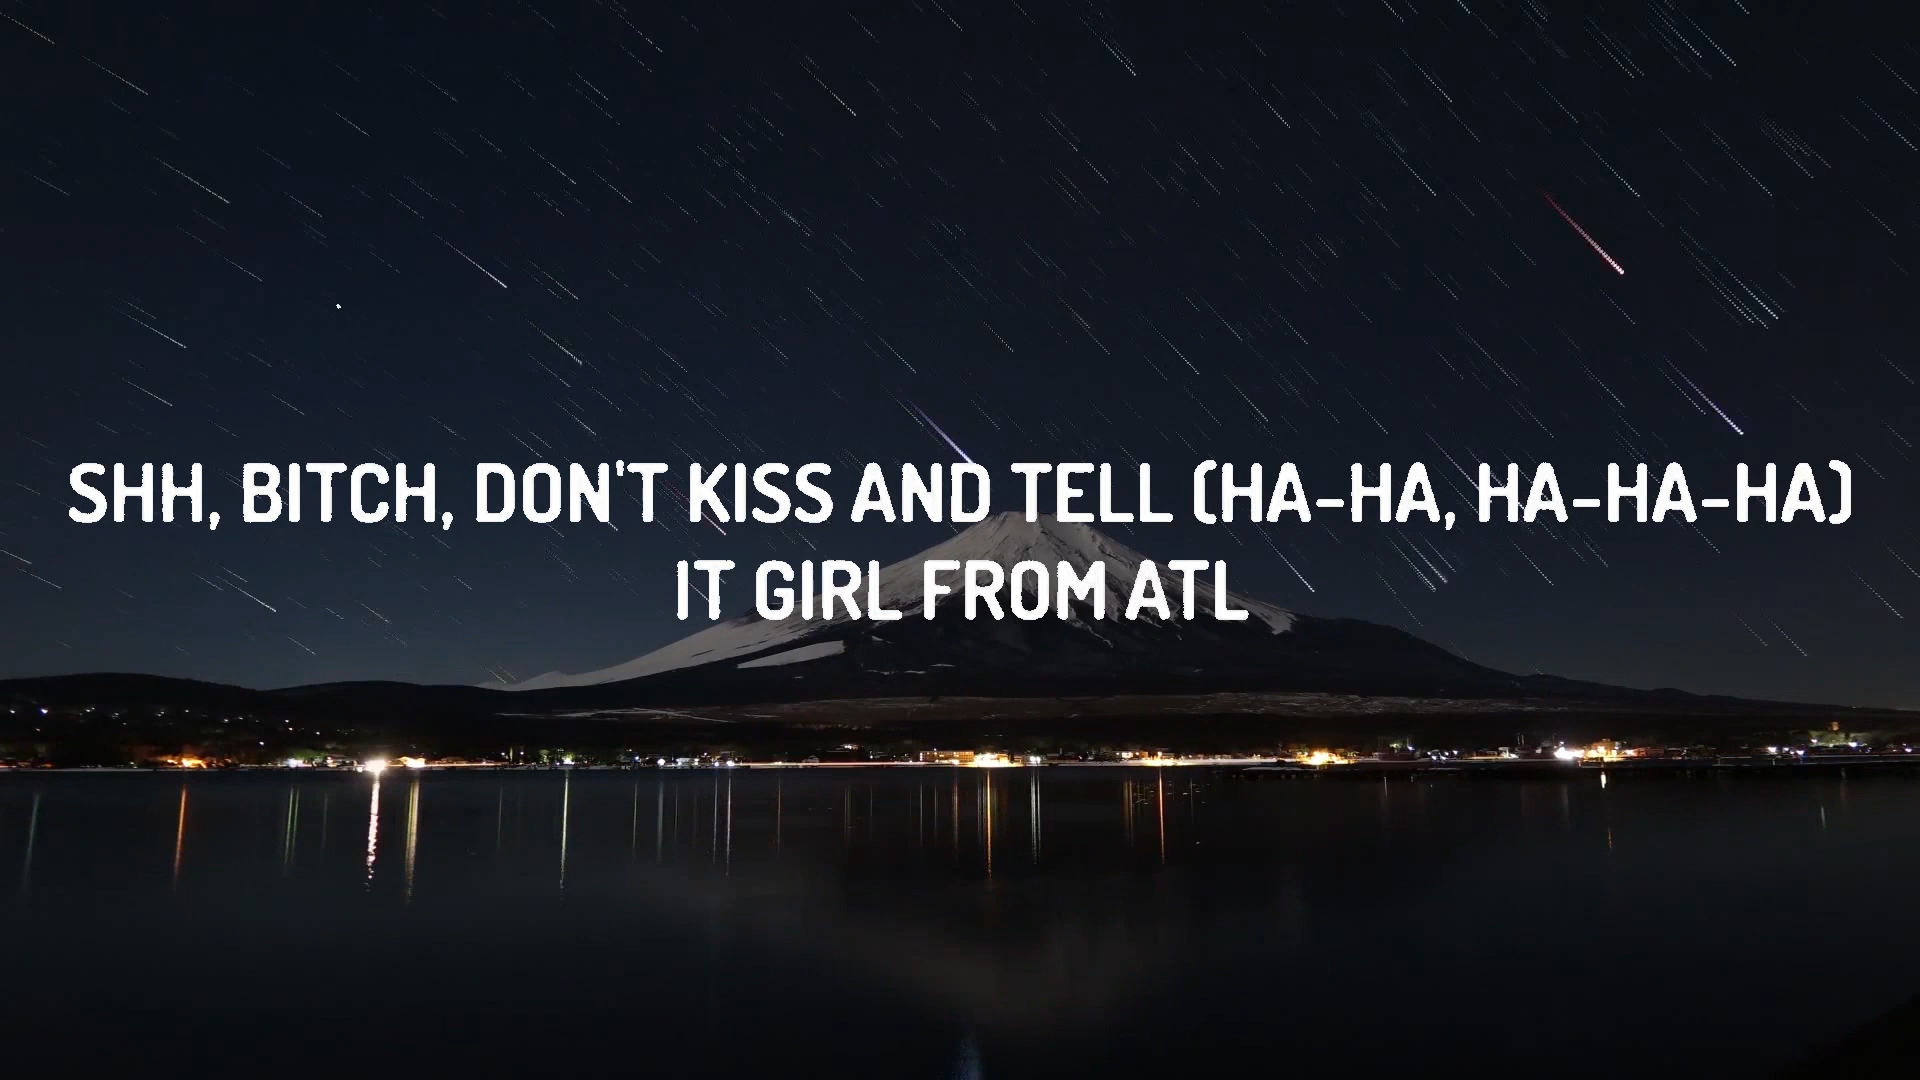 SHH, BITCH, DON'T KISS AND TELL (HA-HA, HA-HA-HA)
IT GIRL FROM ATL